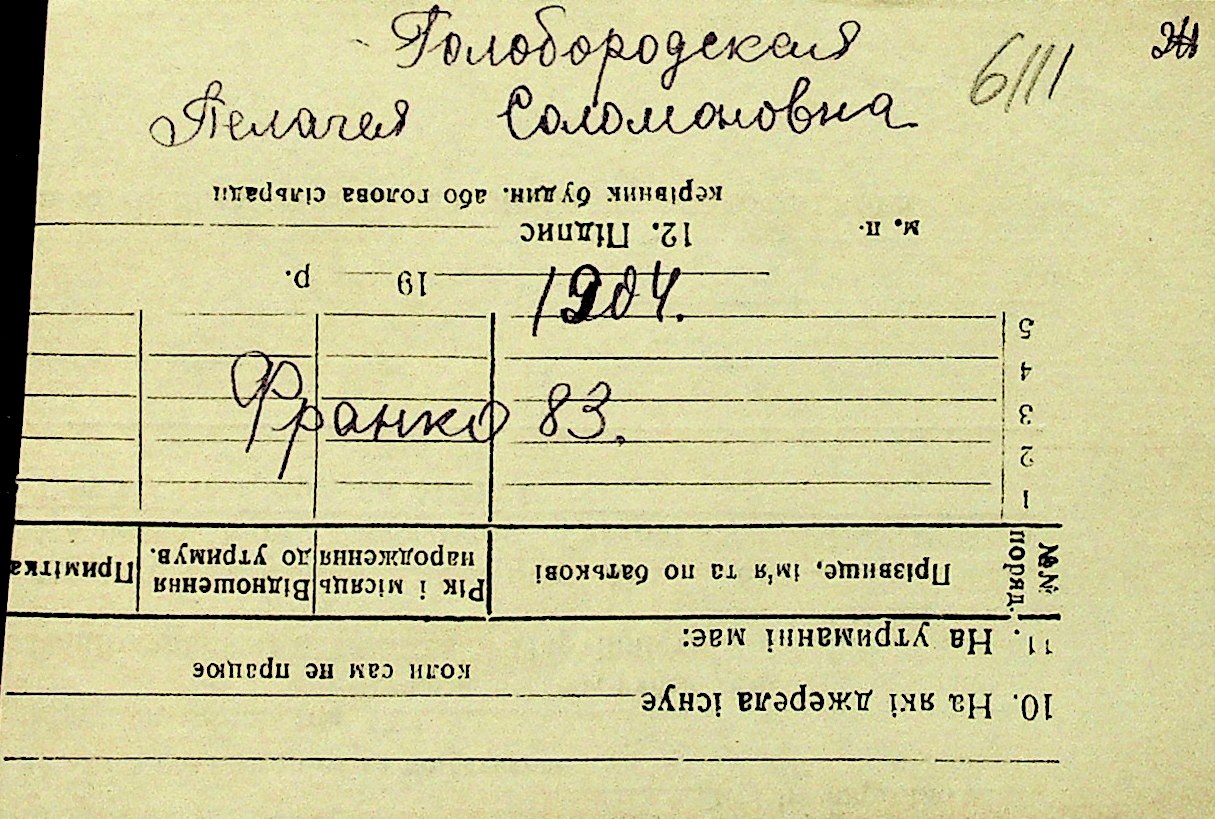 Голобородская
6/III
Пелагея Соломоновна
керівник будин. або голова сільради
м. п.
12. Підпис
19 р.
1904.
5
4
Франко 83.
3
2
1
№№ поряд.
Прізвище, ім'я та по батькові
Рік і місяць народження
Відношення до утримув.
Примітка
11. На утриманні має:
коли сам не працює
10. На які джерела існує